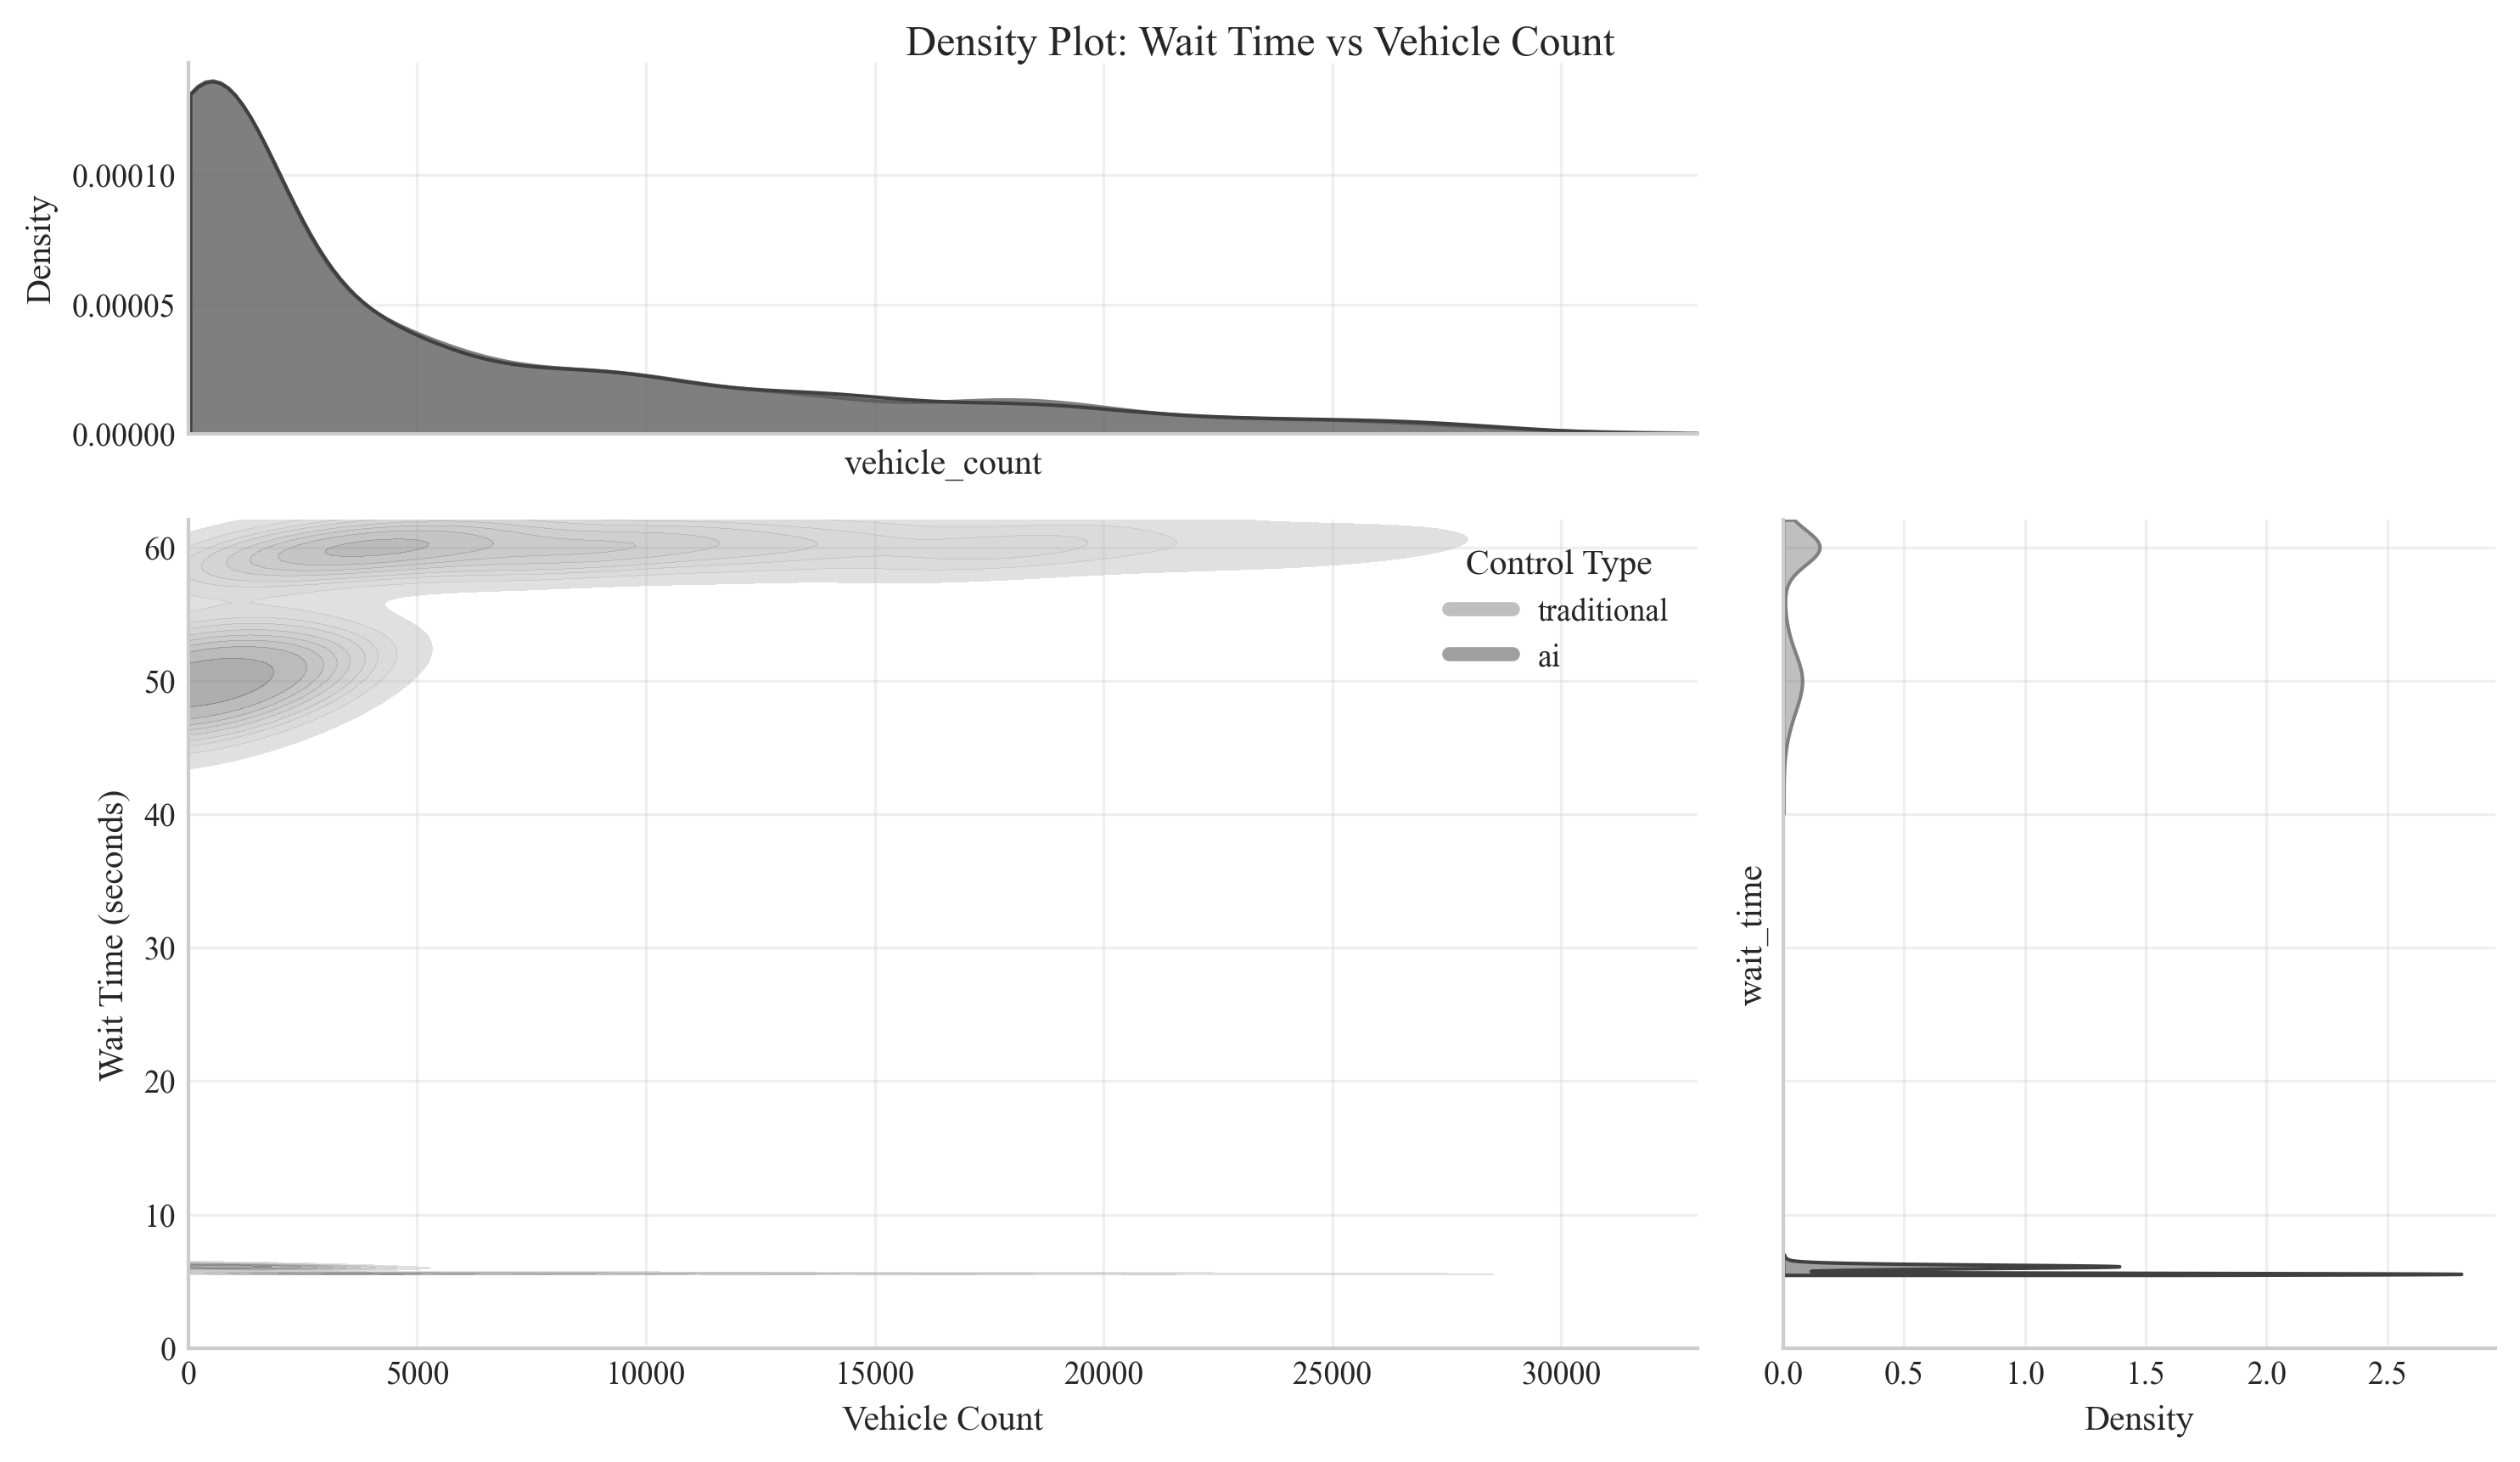 Density Plot: Wait Time vs Vehicle Count
Density
0.00010
0.00005
0.00000
vehicle_count
Wait Time (seconds)
60
50
40
30
20
10
0
Control Type
traditional
ai
0 5000 10000 15000 20000 25000 30000
Vehicle Count
wait_time
0.0 0.5 1.0 1.5 2.0 2.5
Density